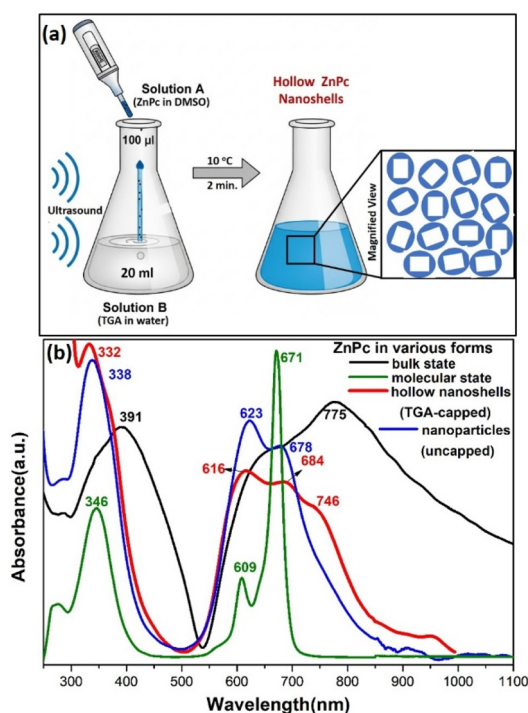 (a)
Solution A
(ZnPc in DMSO)
100 µl
Ultrasound
20 ml
Solution B
(TGA in water)
10 °C
2 min.
Hollow ZnPc
Nanoshells
Magnified View
(b)
ZnPc in various forms
bulk state
molecular state
hollow nanoshells
(TGA-capped)
nanoparticles
(uncapped)
332
338
391
346
671
623
678
775
616
684
746
609
Absorbance(a.u.)
300 400 500 600 700 800 900 1000 1100
Wavelength(nm)